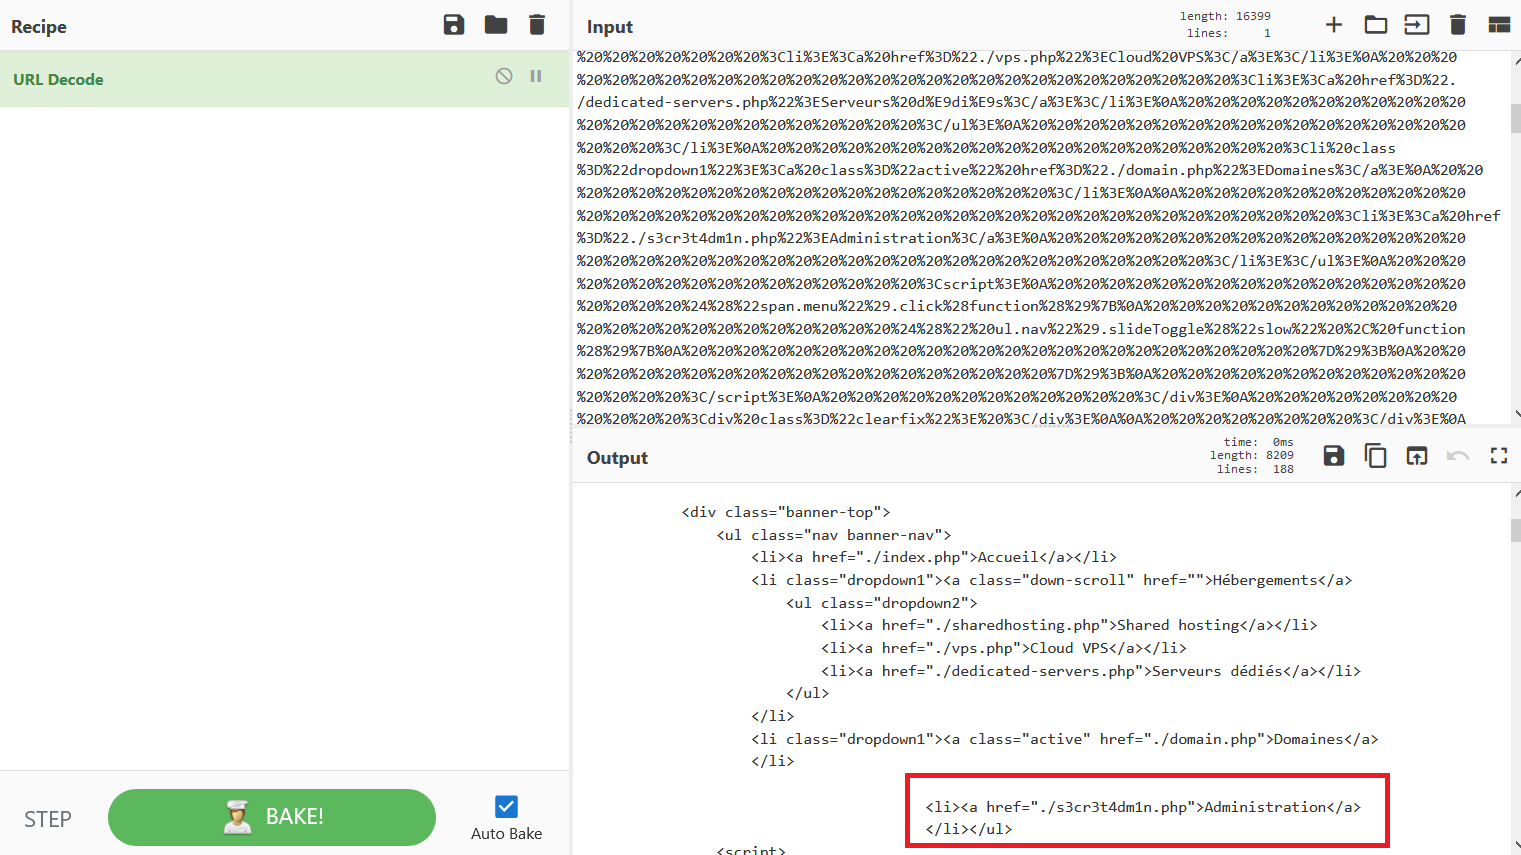 Recipe
URL Decode
STEP
BAKE!
Auto Bake
Input
length: 16399
lines: 1
%20%20%20%20%20%20%20%3Cli%3E%3Ca%20href%3D%22./vps.php%22%3ECloud%20VPS%3C/a%3E%3C/li%3E%0A%20%20%20
%20%20%20%20%20%20%20%20%20%20%20%20%20%20%20%20%20%20%20%20%20%20%20%20%20%3Cli%3E%3Ca%20href%3D%22.
/dedicated-servers.php%22%3EServeurs%20d%E9di%E9s%3C/a%3E%3C/li%3E%0A%20%20%20%20%20%20%20%20%20%20%20
%20%20%20%20%20%20%20%20%20%20%20%20%20%3C/ul%3E%0A%20%20%20%20%20%20%20%20%20%20%20%20%20%20%20%20%20
%20%20%20%3C/li%3E%0A%20%20%20%20%20%20%20%20%20%20%20%20%20%20%20%20%20%20%20%20%3Cli%20class
%3D%22dropdown1%22%3E%3Ca%20class%3D%22active%22%20href%3D%22./domain.php%22%3EDomaines%3C/a%3E%0A%20%20
%20%20%20%20%20%20%20%20%20%20%20%20%20%20%20%20%20%20%3C/li%3E%0A%0A%20%20%20%20%20%20%20%20%20%20%20
%20%20%20%20%20%20%20%20%20%20%20%20%20%20%20%20%20%20%20%20%20%20%20%20%20%20%20%20%20%3Cli%3E%3Ca%20href
%3D%22./s3cr3t4dm1n.php%22%3EAdministration%3C/a%3E%0A%20%20%20%20%20%20%20%20%20%20%20%20%20%20%20%20
%20%20%20%20%20%20%20%20%20%20%20%20%20%20%20%20%20%20%20%20%20%20%20%20%3C/li%3E%3C/ul%3E%0A%20%20%20
%20%20%20%20%20%20%20%20%20%20%20%20%20%3Cscript%3E%0A%20%20%20%20%20%20%20%20%20%20%20%20%20%20%20%20
%20%20%20%20%24%28%22span.menu%22%29.click%28function%28%29%7B%0A%20%20%20%20%20%20%20%20%20%20%20%20
%20%20%20%20%20%20%20%20%20%20%20%20%24%28%22%20ul.nav%22%29.slideToggle%28%22slow%22%20%2C%20function
%28%29%7B%0A%20%20%20%20%20%20%20%20%20%20%20%20%20%20%20%20%20%20%20%20%20%20%20%20%7D%29%3B%0A%20%20
%20%20%20%20%20%20%20%20%20%20%20%20%20%20%20%20%20%20%7D%29%3B%0A%20%20%20%20%20%20%20%20%20%20%20%20
%20%20%20%20%3C/script%3E%0A%20%20%20%20%20%20%20%20%20%20%20%20%20%3C/div%3E%0A%20%20%20%20%20%20%20
%20%20%20%20%3Cdiv%20class%3D%22clearfix%22%3E%20%3C/div%3E%0A%0A%20%20%20%20%20%20%20%20%3C/div%3E%0A
Output
time: 0ms
length: 8209
lines: 188
<div class="banner-top">
<ul class="nav banner-nav">
<li><a href="./index.php">Accueil</a></li>
<li class="dropdown1"><a class="down-scroll" href="">Hébergements</a>
<ul class="dropdown2">
<li><a href="./sharedhosting.php">Shared hosting</a></li>
<li><a href="./vps.php">Cloud VPS</a></li>
<li><a href="./dedicated-servers.php">Serveurs dédiés</a></li>
</ul>
</li>
<li class="dropdown1"><a class="active" href="./domain.php">Domaines</a>
</li>
<li><a href="./s3cr3t4dm1n.php">Administration</a>
</li></ul>
<script>